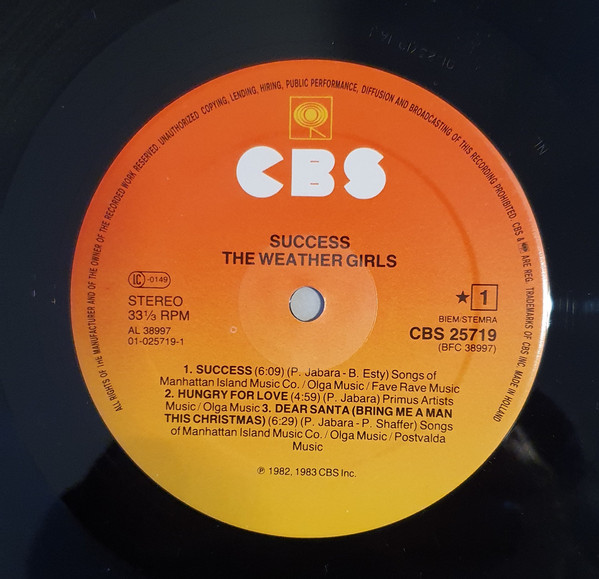 ALL RIGHTS OF THE MANUFACTURER AND OF THE OWNER OF THE RECORDED WORK RESERVED. UNAUTHORIZED COPYING, LENDING, HIRING, PUBLIC PERFORMANCE, DIFFUSION AND BROADCASTING OF THIS RECORDING PROHIBITED. CBS & ARE REG. TRADEMARKS OF CBS INC. MADE IN HOLLAND
CBS
SUCCESS
THE WEATHER GIRLS
IC -0149
STEREO
33 1/3 RPM
AL 38997
01-025719-1
★ 1
BIEM/STEMRA
CBS 25719
(BFC 38997)
1. SUCCESS (6:09) (P. Jabara - B. Esty) Songs of
Manhattan Island Music Co. / Olga Music / Fave Rave Music
2. HUNGRY FOR LOVE (4:59) (P. Jabara) Primus Artists
Music / Olga Music 3. DEAR SANTA (BRING ME A MAN
THIS CHRISTMAS) (6:29) (P. Jabara - P. Shaffer) Songs
of Manhattan Island Music Co. / Olga Music / Postvalda
Music
℗ 1982, 1983 CBS Inc.